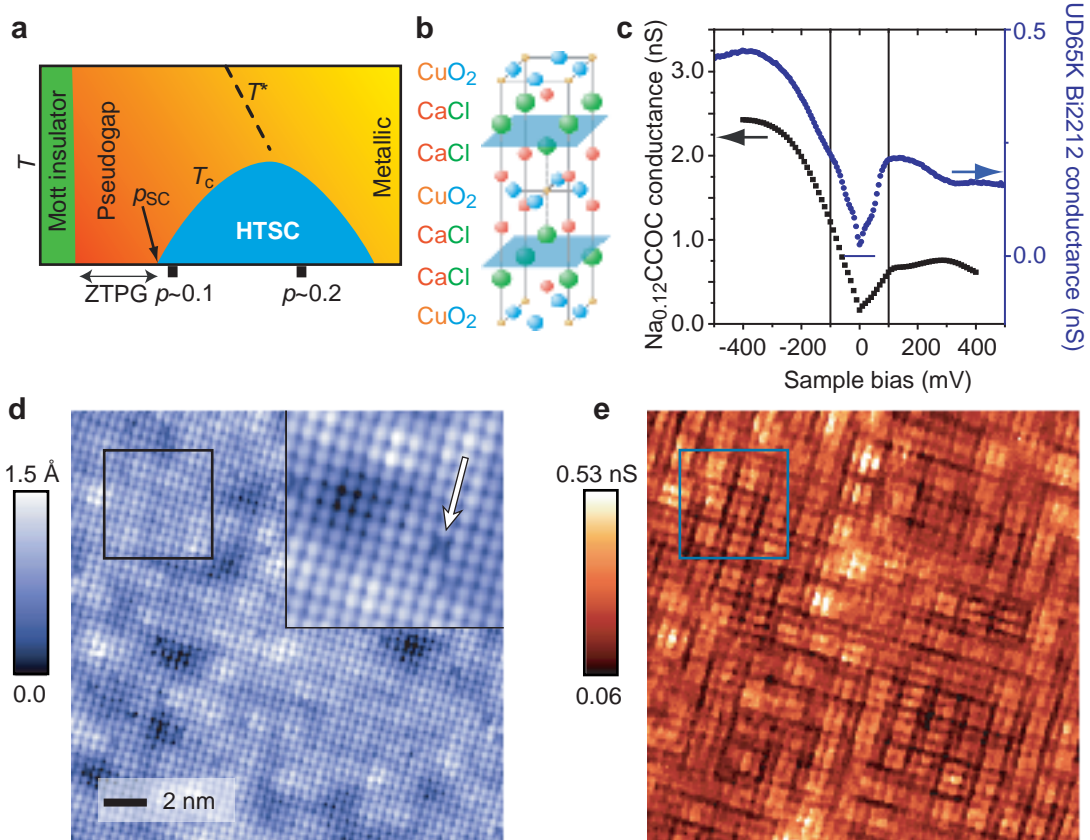 a
T
Mott insulator
Pseudogap
pSC
Tc
T*
HTSC
Metallic
ZTPG
p~0.1
p~0.2
b
CuO2
CaCl
CaCl
CuO2
CaCl
CaCl
CuO2
c
Na0.12CCOC conductance (nS)
3.0
2.0
1.0
0.0
-400
-200
0
200
400
Sample bias (mV)
0.5
0.0
UD65K Bi2212 conductance (nS)
d
1.5 Å
0.0
2 nm
e
0.53 nS
0.06